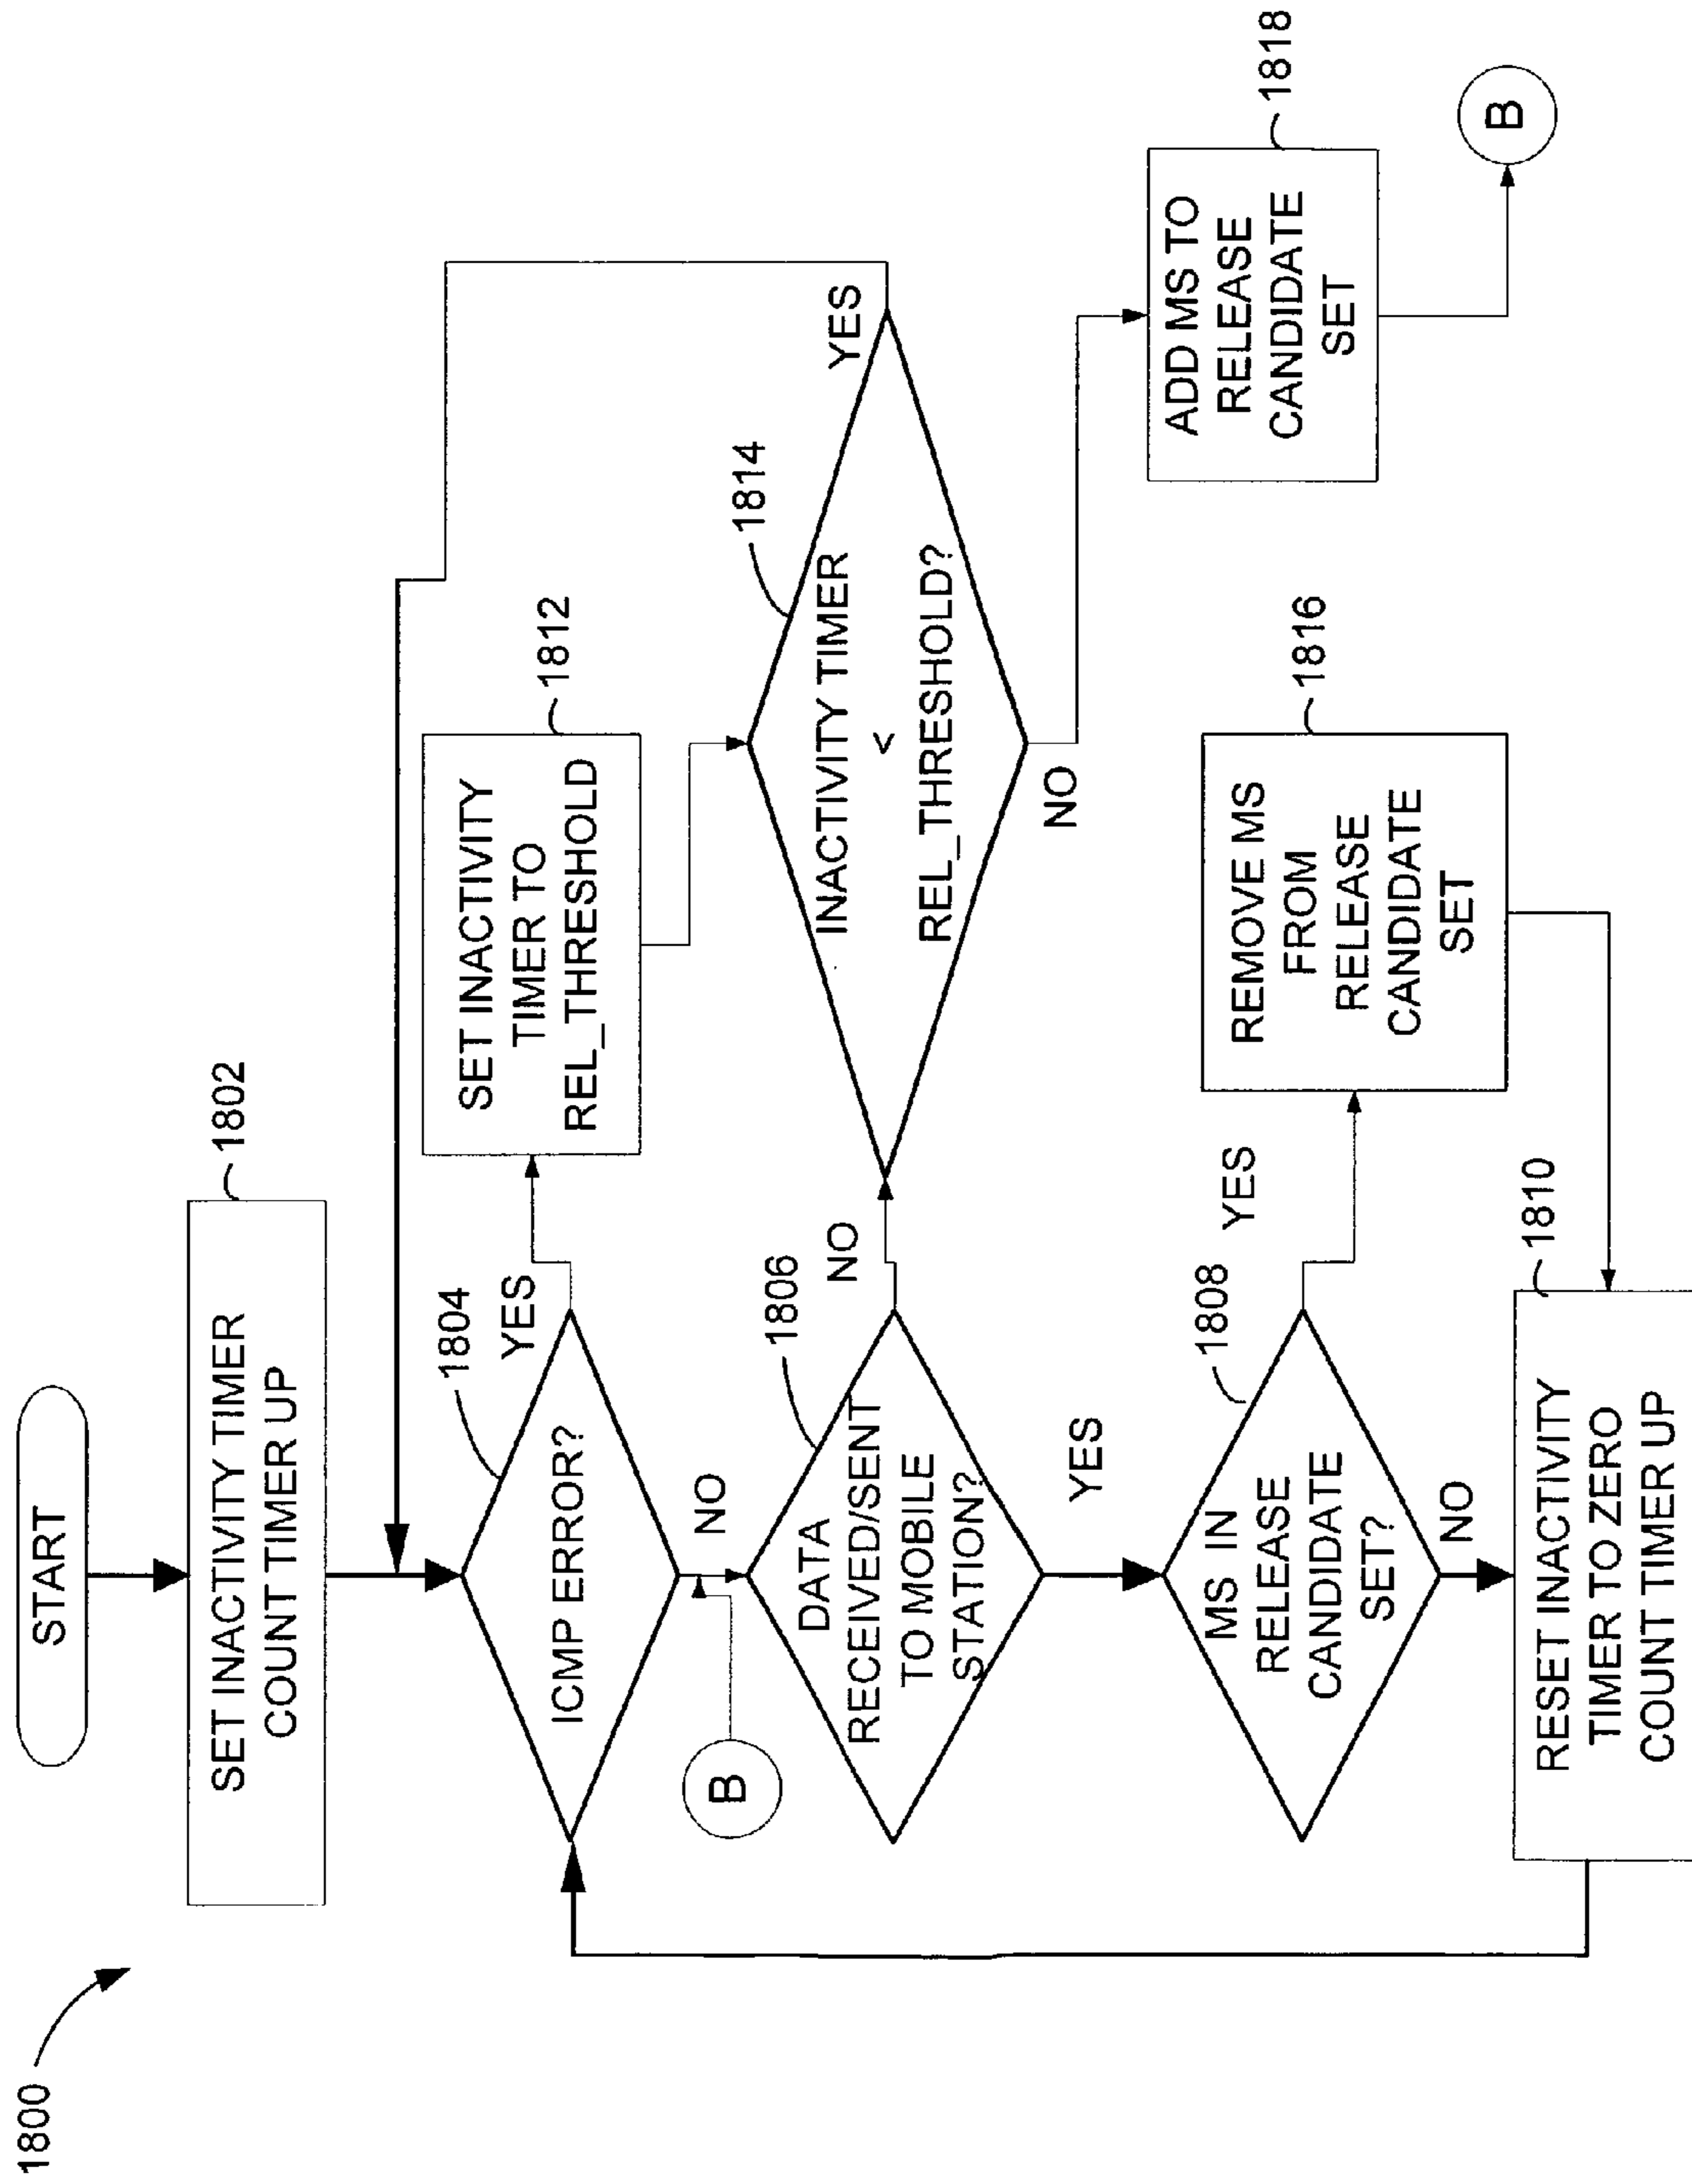 1800
START
SET INACTIVITY TIMER
COUNT TIMER UP
1802
ICMP ERROR?
1804
YES
NO
SET INACTIVITY
TIMER TO
REL_THRESHOLD
1812
B
DATA
RECEIVED/SENT
TO MOBILE
STATION?
1806
NO
YES
INACTIVITY TIMER
<
REL_THRESHOLD?
1814
YES
NO
MS IN
RELEASE
CANDIDATE
SET?
1808
YES
NO
REMOVE MS
FROM
RELEASE
CANDIDATE
SET
1816
ADD MS TO
RELEASE
CANDIDATE
SET
1818
B
RESET INACTIVITY
TIMER TO ZERO
COUNT TIMER UP
1810